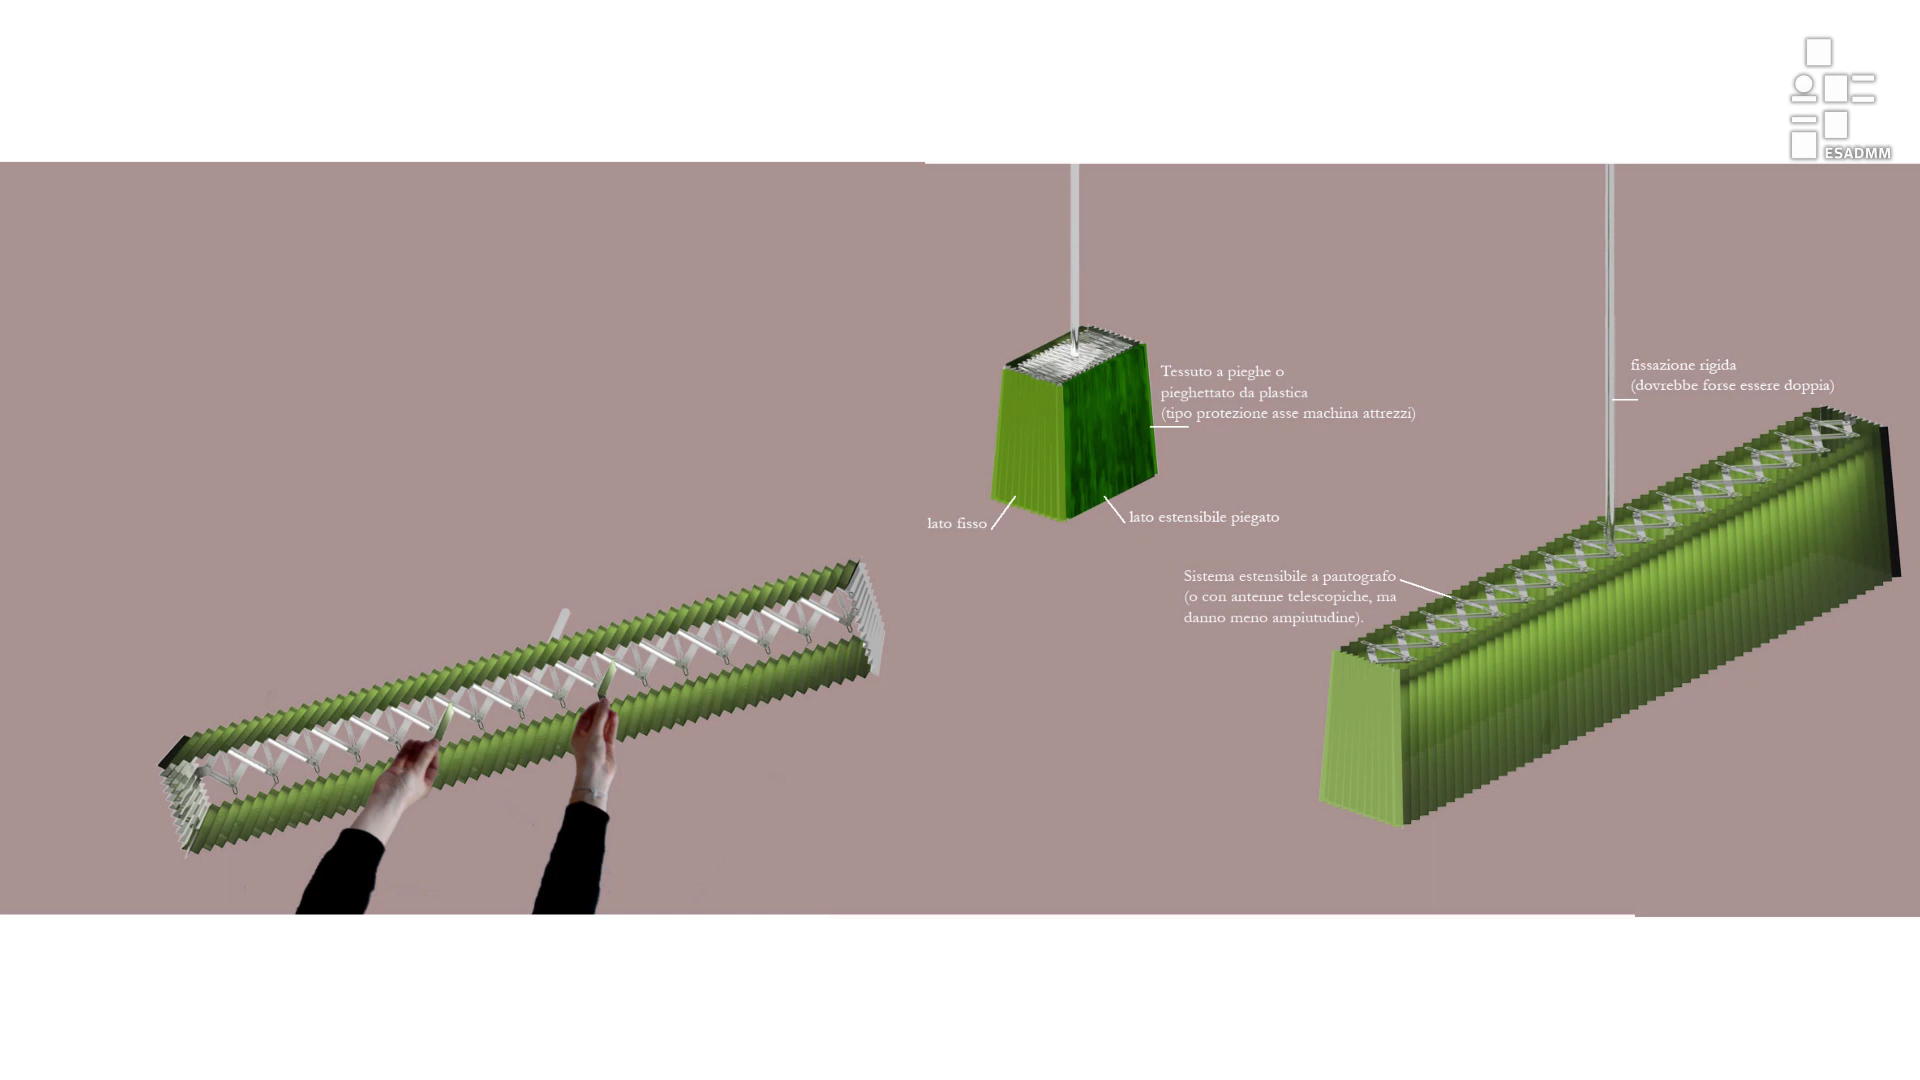 ESADMM
Tessuto a pieghe o
pieghettato da plastica
(tipo protezione asse machina attrezzi)
fissazione rigida
(dovrebbe forse essere doppia)
lato fisso
lato estensibile piegato
Sistema estensibile a pantografo
(o con antenne telescopiche, ma
danno meno ampiutudine).